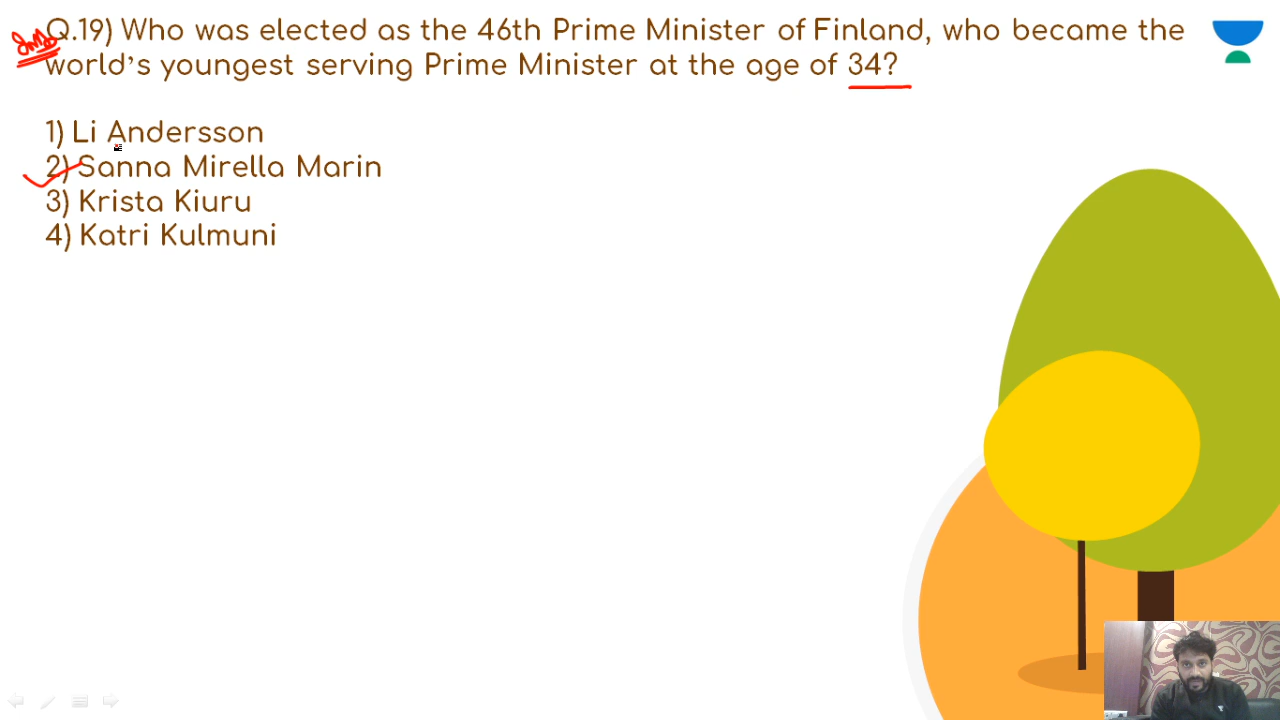 Q.19) Who was elected as the 46th Prime Minister of Finland, who became the
world's youngest serving Prime Minister at the age of 34?
1) Li Andersson
2) Sanna Mirella Marin
3) Krista Kiuru
4) Katri Kulmuni